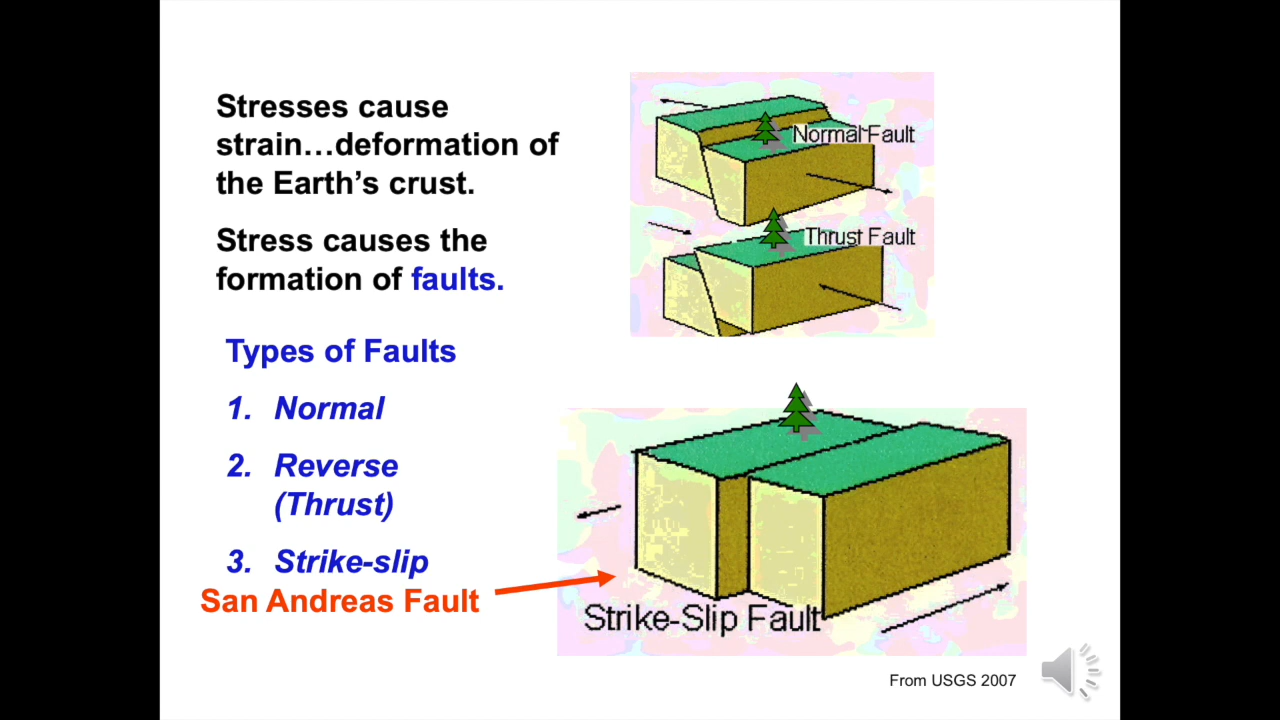 Stresses cause
strain…deformation of
the Earth’s crust.
Stress causes the
formation of faults.
Types of Faults
1. Normal
2. Reverse
(Thrust)
3. Strike-slip
San Andreas Fault
Normal Fault
Thrust Fault
Strike-Slip Fault
From USGS 2007